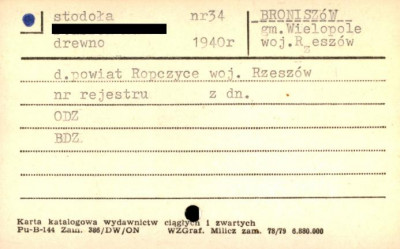 stodoła nr34 BRONISZÓW
gm.Wielopole
drewno 1940r woj.Rzeszów
d.powiat Ropczyce woj. Rzeszów
nr rejestru z dn. .
ODZ
BDZ
Karta katalogowa wydawnictw ciągłych i zwartych
Pu-B-144 Zam. 386/DW/ON WZGraf. Milicz zam. 78/79 6.880.000